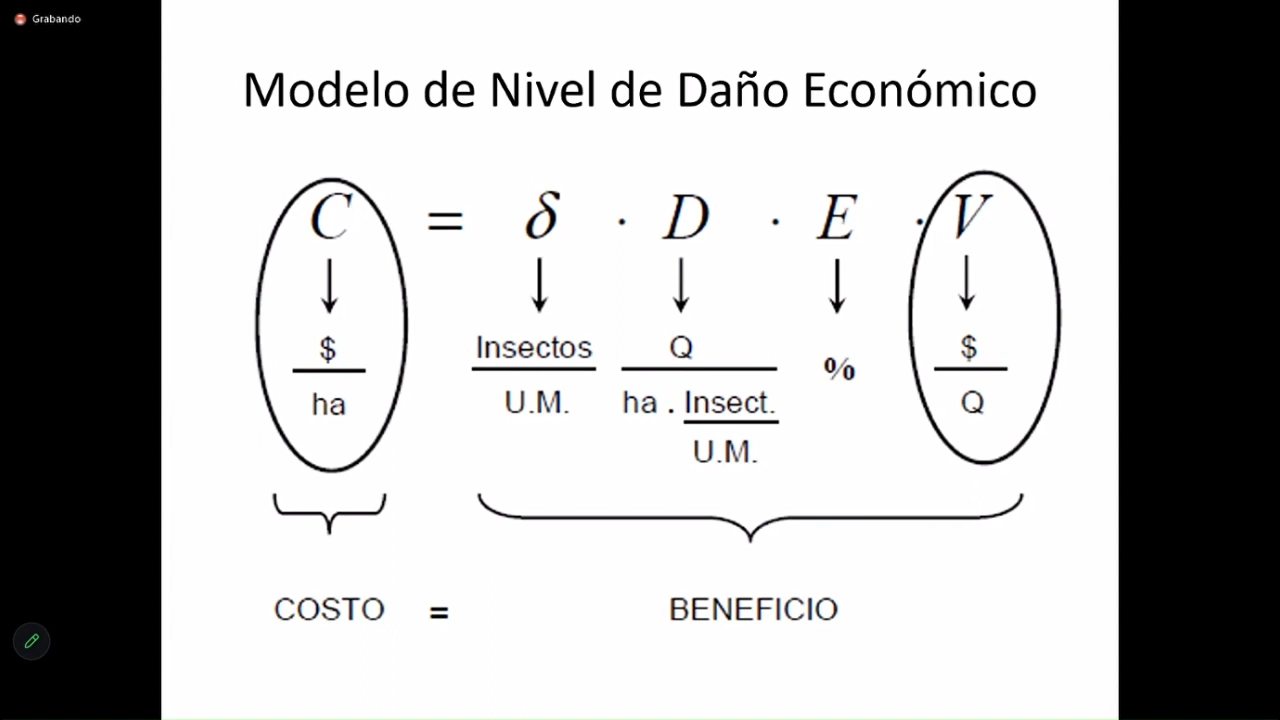 Grabando
Modelo de Nivel de Daño Económico
C = δ · D · E · V
$ Insectos Q % $
ha U.M. ha . Insect. Q
U.M.
COSTO = BENEFICIO